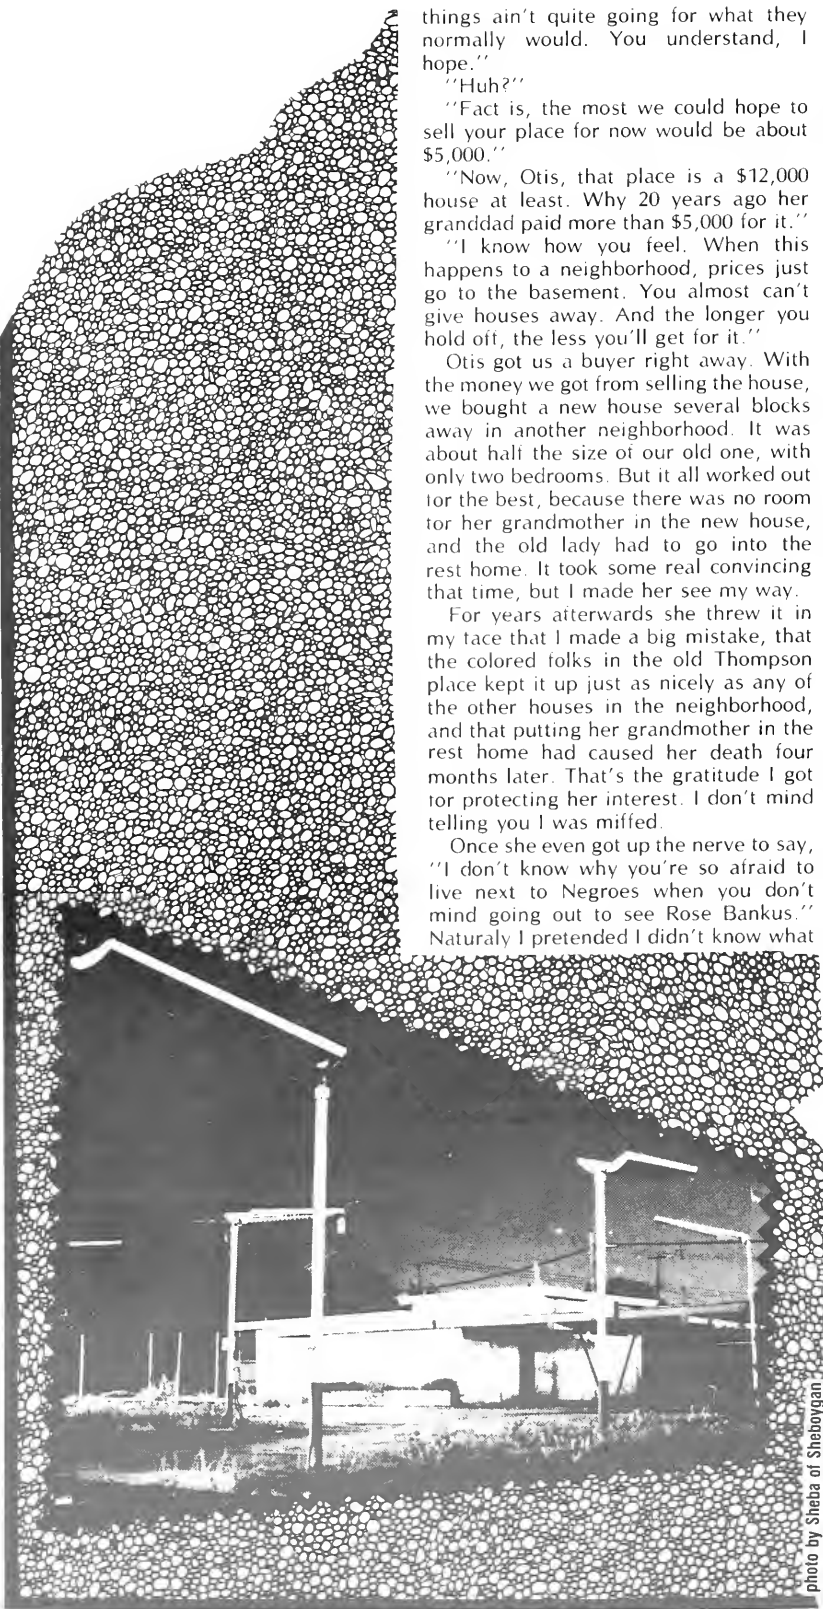 things ain't quite going for what they
normally would. You understand, I
hope."
"Huh?"
"Fact is, the most we could hope to
sell your place for now would be about
$5,000."
"Now, Otis, that place is a $12,000
house at least. Why 20 years ago her
granddad paid more than $5,000 for it."
"I know how you feel. When this
happens to a neighborhood, prices just
go to the basement. You almost can't
give houses away. And the longer you
hold off, the less you'll get for it."
Otis got us a buyer right away. With
the money we got from selling the house,
we bought a new house several blocks
away in another neighborhood. It was
about half the size of our old one, with
only two bedrooms. But it all worked out
for the best, because there was no room
for her grandmother in the new house,
and the old lady had to go into the
rest home. It took some real convincing
that time, but I made her see my way.
For years afterwards she threw it in
my face that I made a big mistake, that
the colored folks in the old Thompson
place kept it up just as nicely as any of
the other houses in the neighborhood,
and that putting her grandmother in the
rest home had caused her death four
months later. That's the gratitude I got
for protecting her interest. I don't mind
telling you I was miffed.
Once she even got up the nerve to say,
"I don't know why you're so afraid to
live next to Negroes when you don't
mind going out to see Rose Bankus."
Naturaly I pretended I didn't know what
photo by Sheba of Sheboygan